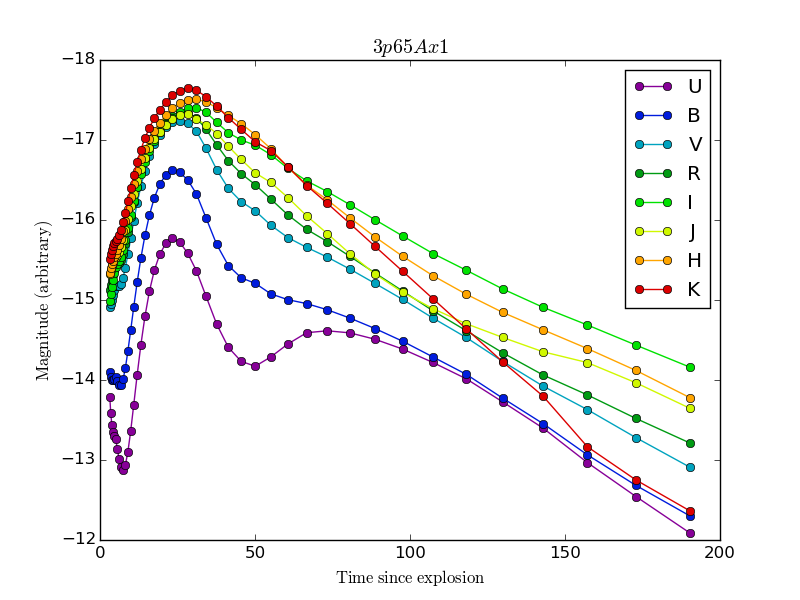 3p65Ax1
−18
−17
−16
−15
−14
−13
−12
Magnitude (arbitrary)
0
50
100
150
200
Time since explosion
U
B
V
R
I
J
H
K